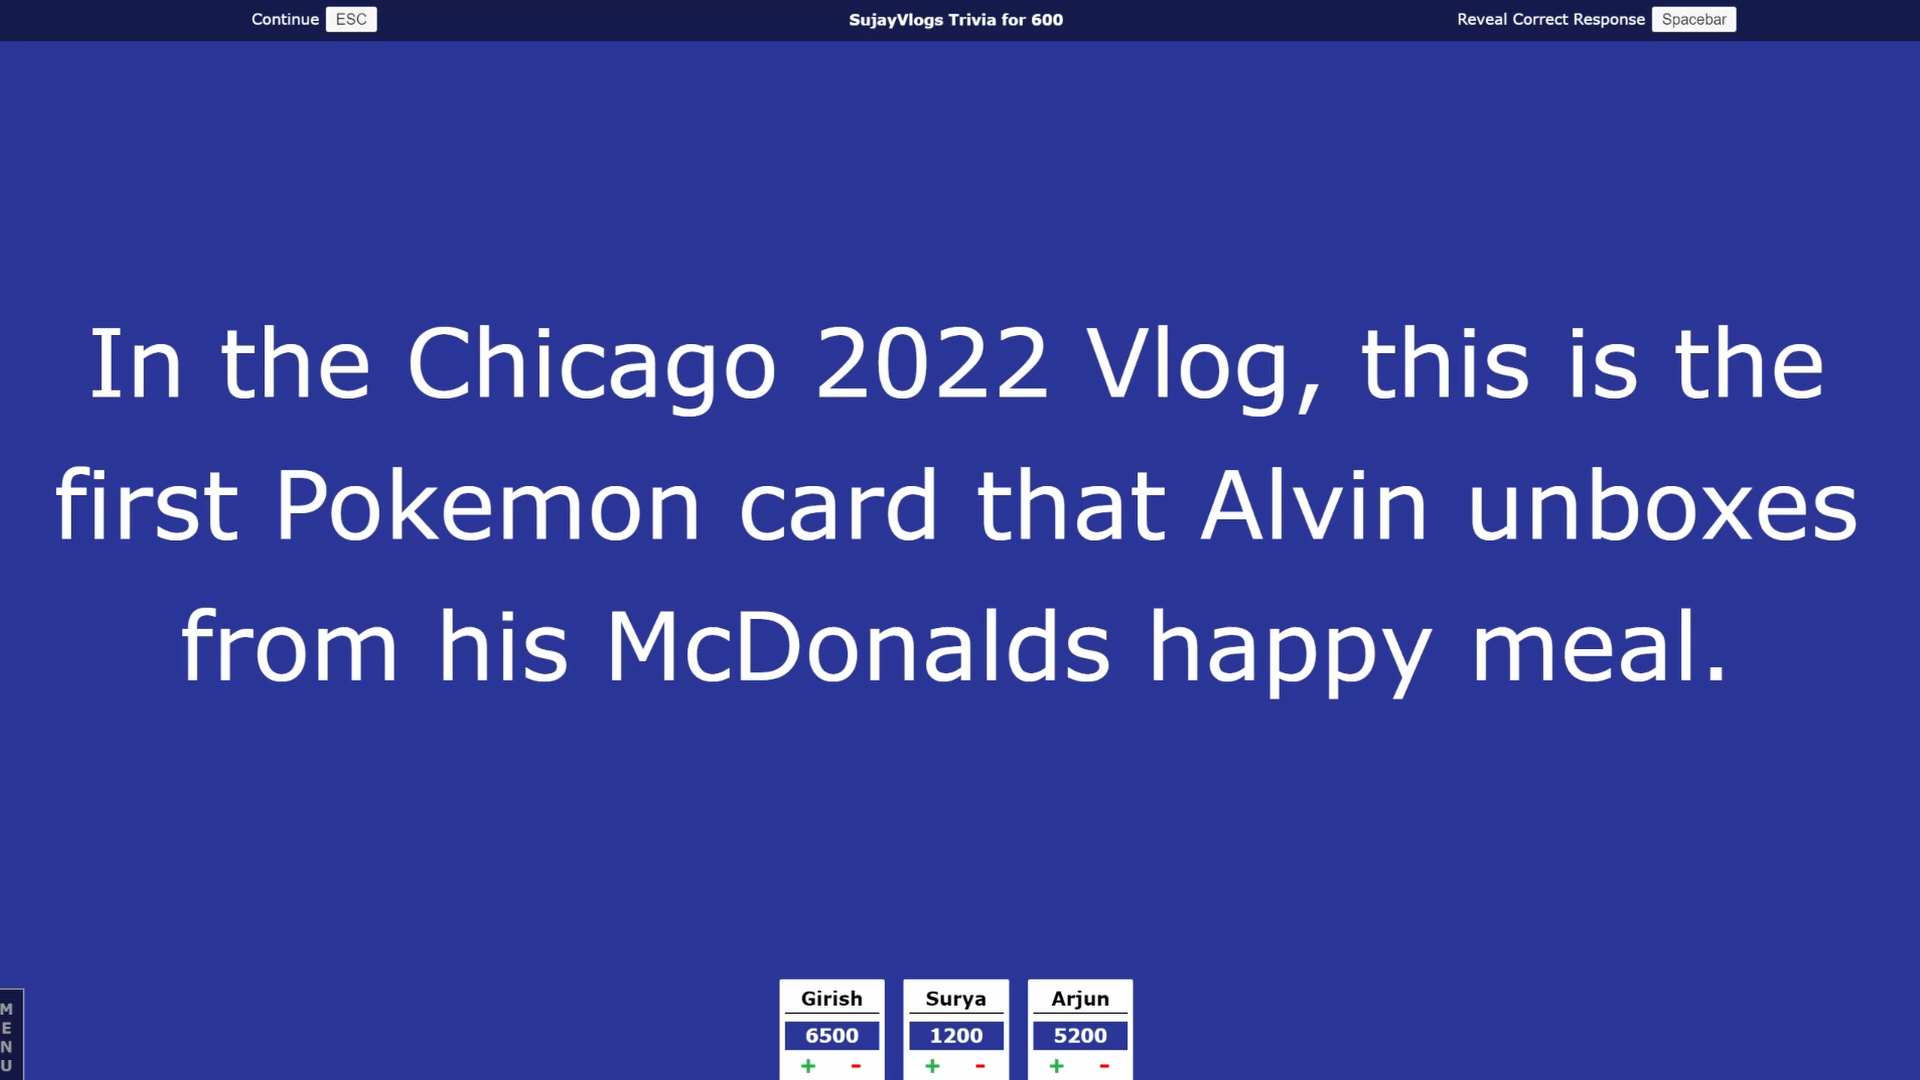 Continue ESC SujayVlogs Trivia for 600 Reveal Correct Response Spacebar
In the Chicago 2022 Vlog, this is the
first Pokemon card that Alvin unboxes
from his McDonalds happy meal.
MENU
Girish Surya Arjun
6500 1200 5200
+ - + - + -